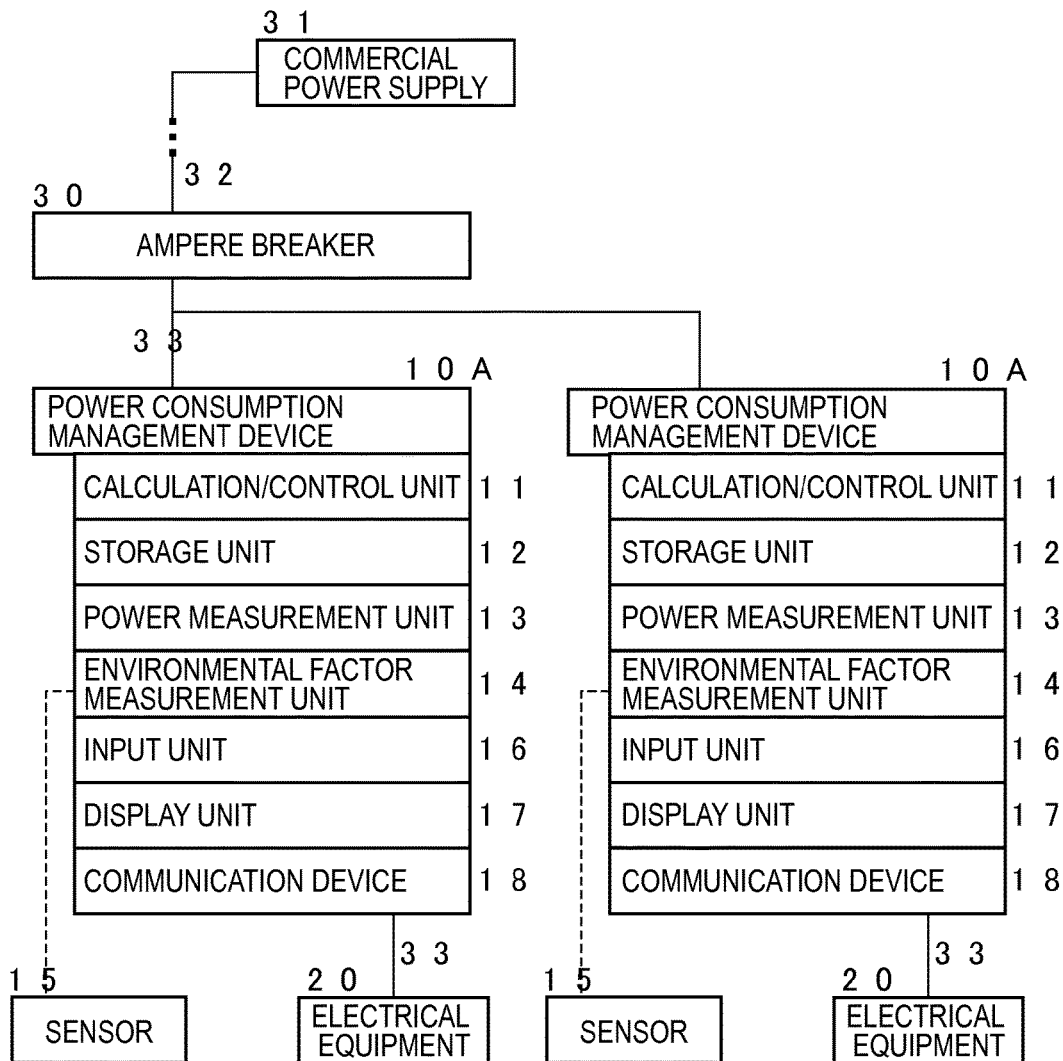 31
COMMERCIAL
POWER SUPPLY
32
30
AMPERE BREAKER
33
10A
POWER CONSUMPTION
MANAGEMENT DEVICE
CALCULATION/CONTROL UNIT 11
STORAGE UNIT 12
POWER MEASUREMENT UNIT 13
ENVIRONMENTAL FACTOR
MEASUREMENT UNIT 14
INPUT UNIT 16
DISPLAY UNIT 17
COMMUNICATION DEVICE 18
33
15
SENSOR
20
ELECTRICAL
EQUIPMENT
10A
POWER CONSUMPTION
MANAGEMENT DEVICE
CALCULATION/CONTROL UNIT 11
STORAGE UNIT 12
POWER MEASUREMENT UNIT 13
ENVIRONMENTAL FACTOR
MEASUREMENT UNIT 14
INPUT UNIT 16
DISPLAY UNIT 17
COMMUNICATION DEVICE 18
33
15
SENSOR
20
ELECTRICAL
EQUIPMENT